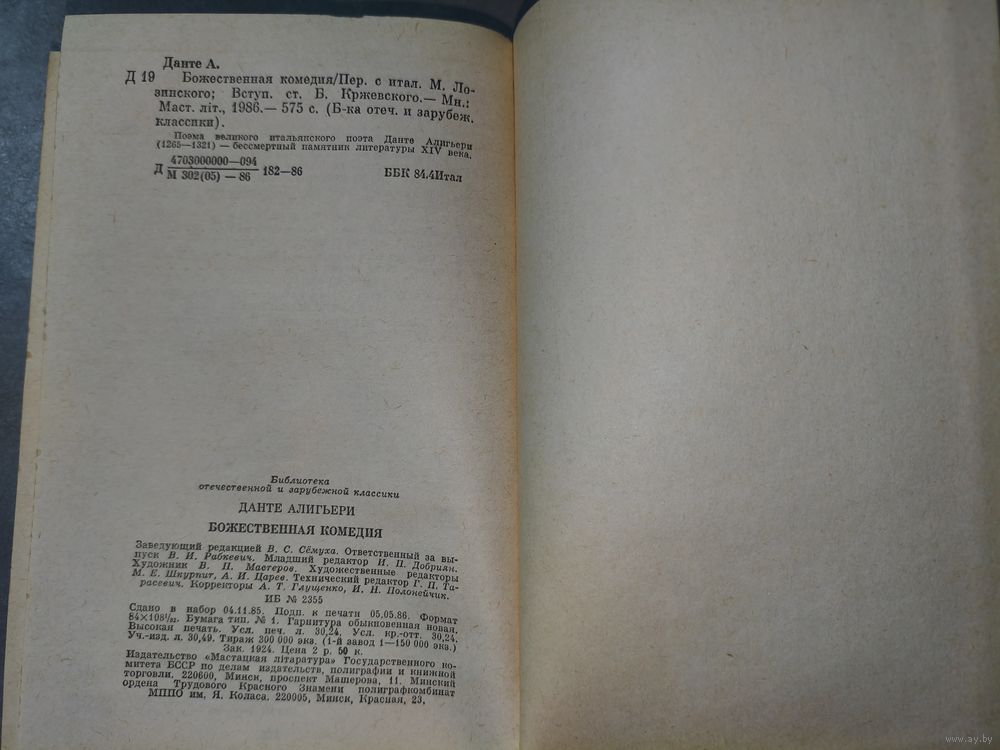 Данте А.
Д 19 Божественная комедия/Пер. с итал. М. Ло-
зинского; Вступ. ст. Б. Кржевского.— Мн.:
Маст. літ., 1986.— 575 с. (Б-ка отеч. и зарубеж.
классики).
Поэма великого итальянского поэта Данте Алигьери
(1265—1321) — бессмертный памятник литературы XIV века.
Д 4703000000—094
М 302(05) — 86 182—86 ББК 84.4Итал
Библиотека
отечественной и зарубежной классики
ДАНТЕ АЛИГЬЕРИ
БОЖЕСТВЕННАЯ КОМЕДИЯ
Заведующий редакцией В. С. Сёмуха. Ответственный за вы-
пуск В. И. Рабкевич. Младший редактор И. П. Добриян.
Художник В. П. Мастеров. Художественные редакторы
М. Е. Шкурпит, А. И. Царев. Технический редактор Г. П. Та-
расевич. Корректоры А. Т. Глущенко, И. Н. Полонейчик.
ИБ № 2355
Сдано в набор 04.11.85. Подп. к печати 05.05.86. Формат
84×108¹/₃₂. Бумага тип. № 1. Гарнитура обыкновенная новая.
Высокая печать. Усл. печ. л. 30,24. Усл. кр.-отт. 30,24.
Уч.-изд. л. 30,49. Тираж 300 000 экз. (1-й завод 1—150 000 экз.)
Зак. 1924. Цена 2 р. 50 к.
Издательство «Мастацкая літаратура» Государственного ко-
митета БССР по делам издательств, полиграфии и книжной
торговли. 220600, Минск, проспект Машерова, 11. Минский
ордена Трудового Красного Знамени полиграфкомбинат
МППО им. Я. Коласа. 220005, Минск, Красная, 23,
www.ay.by